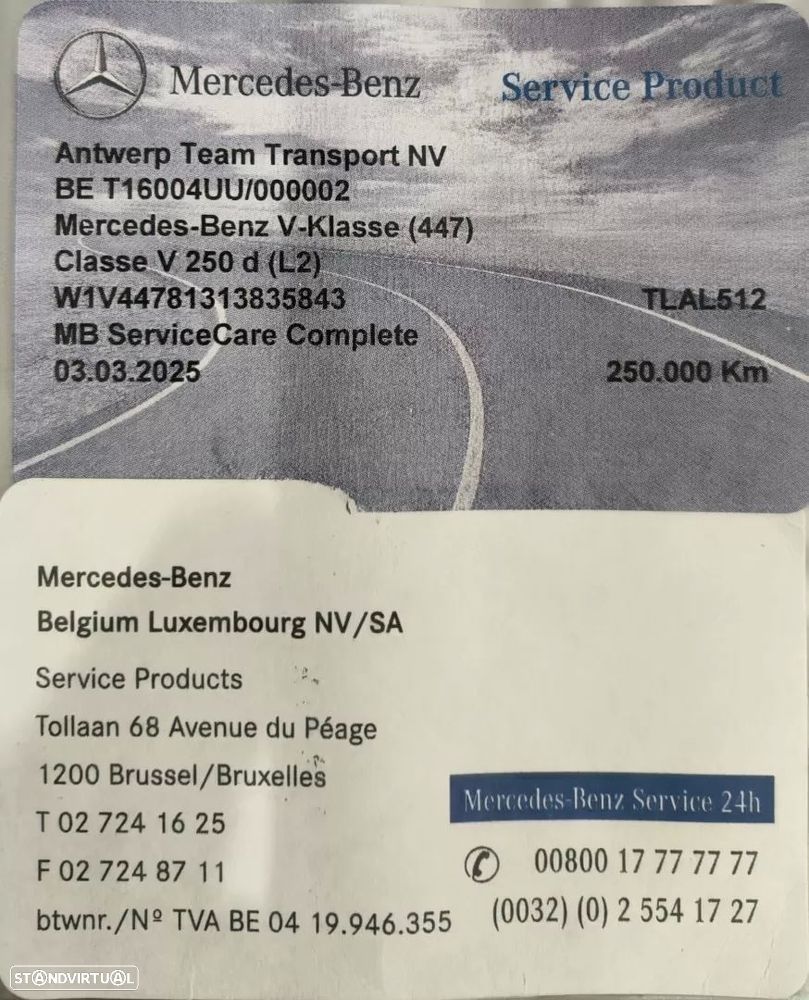 Mercedes-Benz Service Product
Antwerp Team Transport NV
BE T16004UU/000002
Mercedes-Benz V-Klasse (447)
Classe V 250 d (L2)
W1V44781313835843 TLAL512
MB ServiceCare Complete
03.03.2025 250.000 Km
Mercedes-Benz
Belgium Luxembourg NV/SA
Service Products
Tollaan 68 Avenue du Péage
1200 Brussel/Bruxelles
T 02 724 16 25
F 02 724 87 11
btwnr./Nº TVA BE 04 19.946.355
Mercedes-Benz Service 24h
00800 17 77 77 77
(0032) (0) 2 554 17 27
STANDVIRTUAL